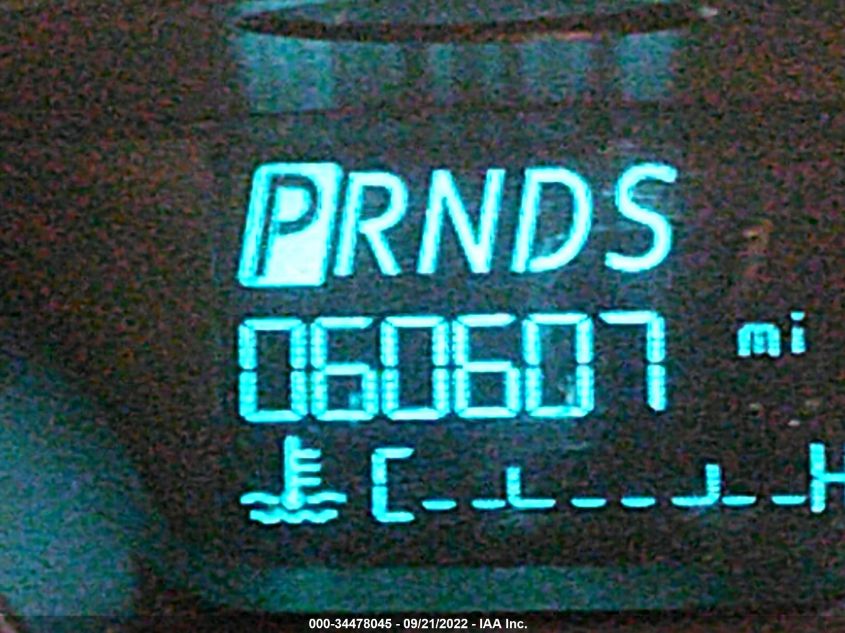 PRNDS
060607 mi
C H
000-34478045 - 09/21/2022 - IAA Inc.